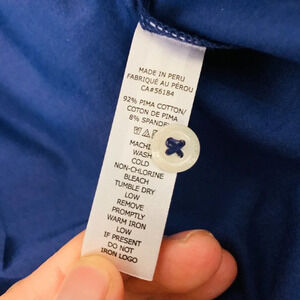 MADE IN PERU
FABRIQUÉ AU PÉROU
CA#56184
92% PIMA COTTON/
COTON DE PIMA
8% SPANDEX
MACHI
WASH
COLD
NON-CHLORINE
BLEACH
TUMBLE DRY
LOW
REMOVE
PROMPTLY
WARM IRON
LOW
IF PRESENT
DO NOT
IRON LOGO